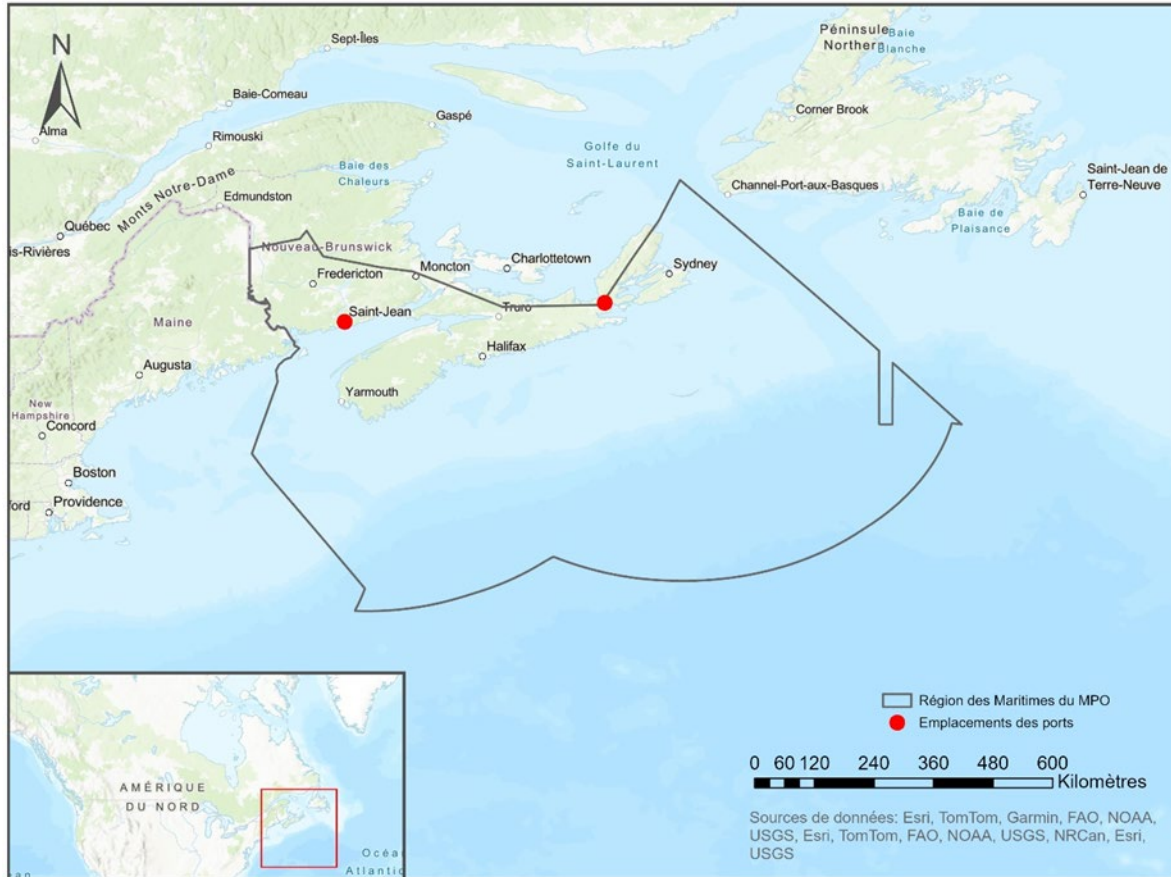 N
Sept-Îles
Péninsule
Northern
Baie
Blanche
Baie-Comeau
Gaspé
Corner Brook
Alma
Rimouski
Golfe du
Saint-Laurent
Baie des
Chaleurs
Monts Notre-Dame
Channel-Port-aux-Basques
Saint-Jean de
Terre-Neuve
Edmundston
Baie de
Plaisance
Québec
is-Rivières
Nouveau-Brunswick
Charlottetown
Moncton
Sydney
Fredericton
Saint-Jean
Truro
Maine
Halifax
Augusta
Yarmouth
New
Hampshire
Concord
Boston
Providence
ford
Région des Maritimes du MPO
Emplacements des ports
0 60 120 240 360 480 600
Kilomètres
Sources de données: Esri, TomTom, Garmin, FAO, NOAA,
USGS, Esri, TomTom, FAO, NOAA, USGS, NRCan, Esri,
USGS
AMÉRIQUE
DU NORD
Océa
Atlantic
an